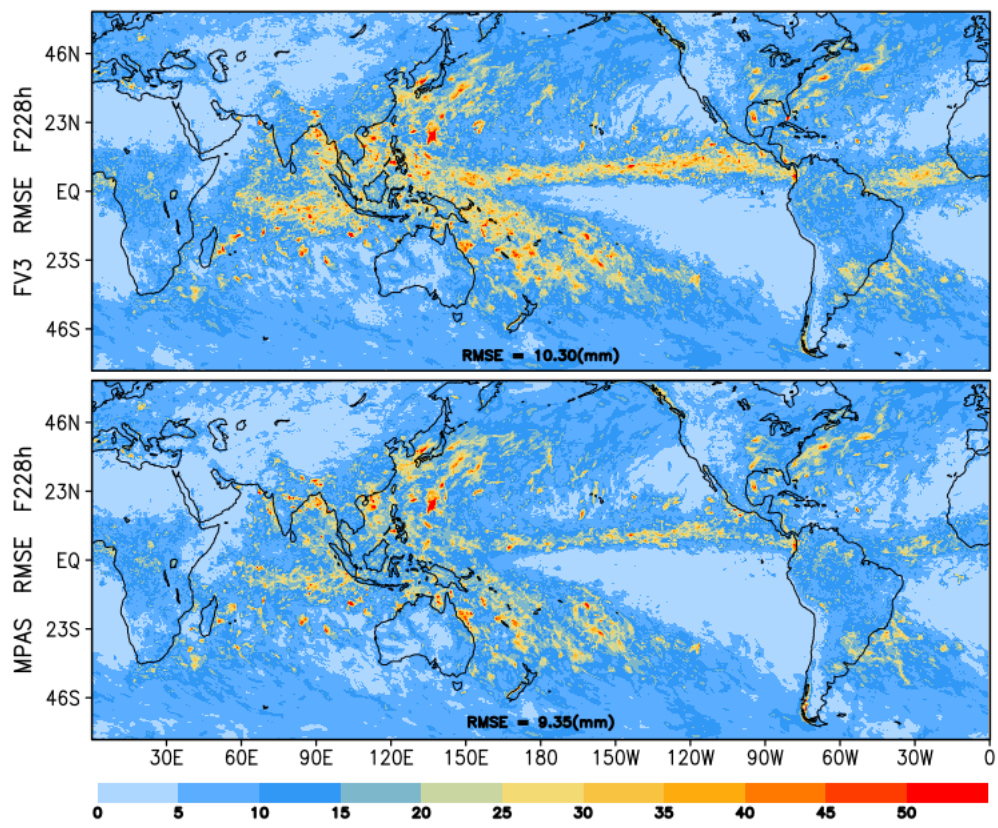 FV3 RMSE F228h
46N
23N
EQ
23S
46S
RMSE = 10.30(mm)
MPAS RMSE F228h
46N
23N
EQ
23S
46S
RMSE = 9.35(mm)
30E 60E 90E 120E 150E 180 150W 120W 90W 60W 30W 0
0 5 10 15 20 25 30 35 40 45 50